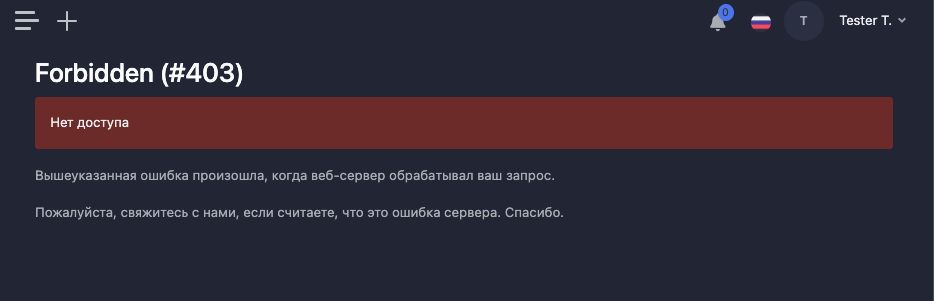 0
T
Tester T.
Forbidden (#403)
Нет доступа
Вышеуказанная ошибка произошла, когда веб-сервер обрабатывал ваш запрос.
Пожалуйста, свяжитесь с нами, если считаете, что это ошибка сервера. Спасибо.